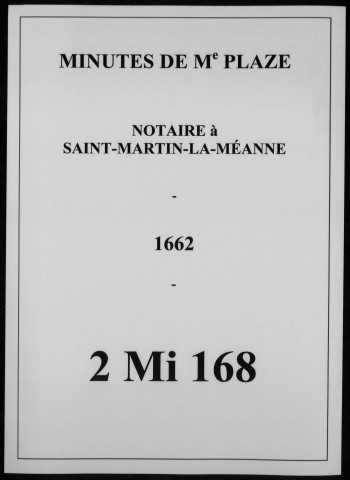 MINUTES DE Me PLAZE
NOTAIRE à
SAINT-MARTIN-LA-MÉANNE
-
1662
-
2 Mi 168